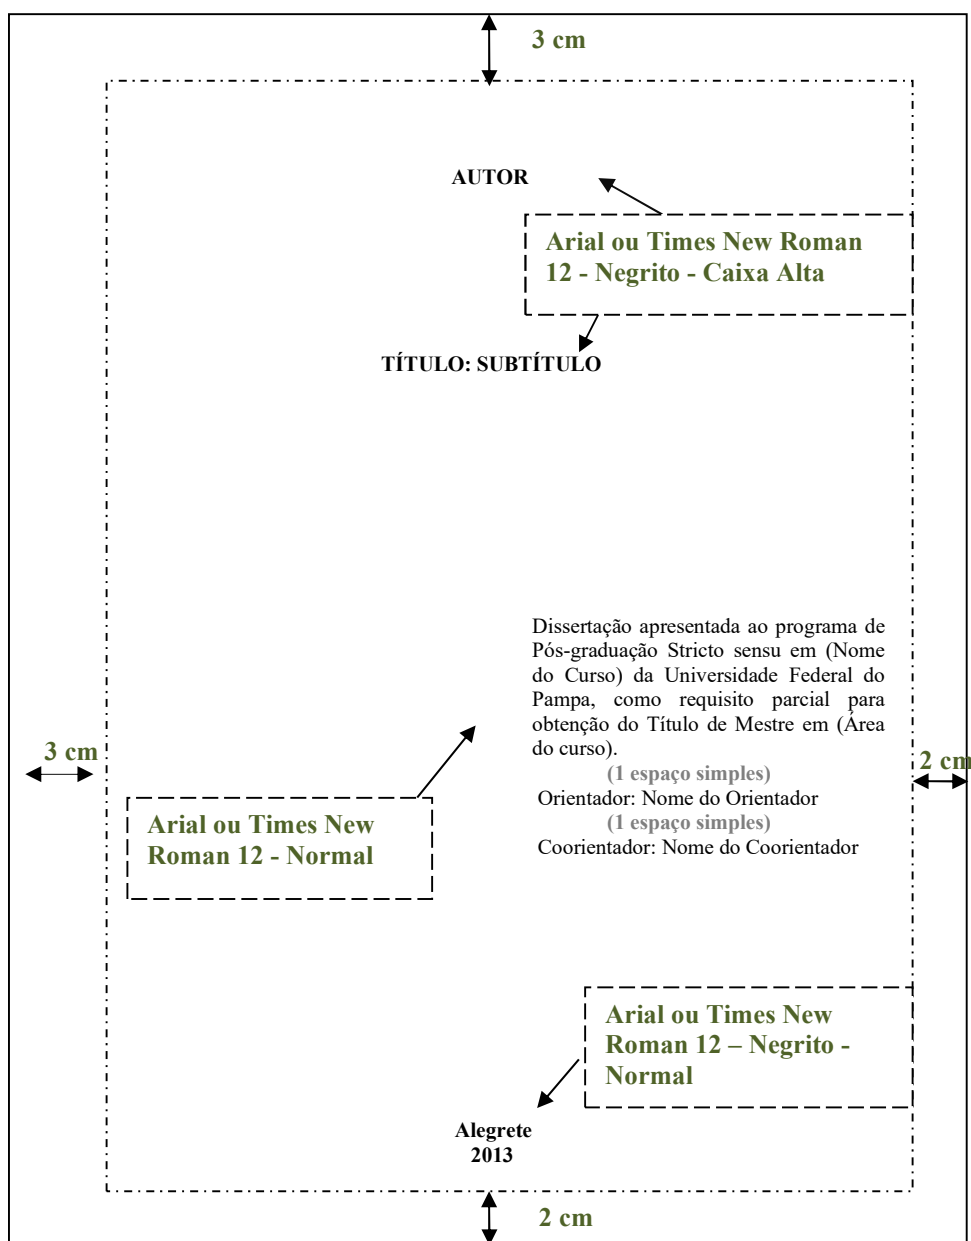 3 cm
AUTOR
Arial ou Times New Roman
12 - Negrito - Caixa Alta
TÍTULO: SUBTÍTULO
Dissertação apresentada ao programa de
Pós-graduação Stricto sensu em (Nome
do Curso) da Universidade Federal do
Pampa, como requisito parcial para
obtenção do Título de Mestre em (Área
do curso).
3 cm
2 cm
(1 espaço simples)
Orientador: Nome do Orientador
(1 espaço simples)
Coorientador: Nome do Coorientador
Arial ou Times New
Roman 12 - Normal
Arial ou Times New
Roman 12 – Negrito -
Normal
Alegrete
2013
2 cm